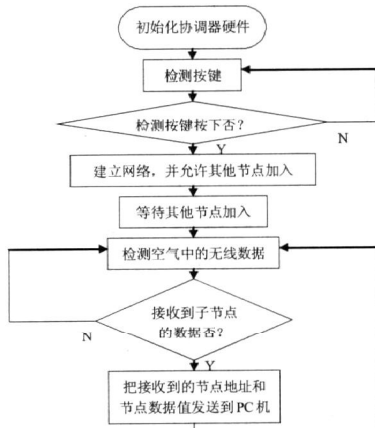 初始化协调器硬件
检测按键
检测按键按下否?
N
Y
建立网络，并允许其他节点加入
等待其他节点加入
检测空气中的无线数据
接收到子节点
的数据否?
N
Y
把接收到的节点地址和
节点数据值发送到 PC 机